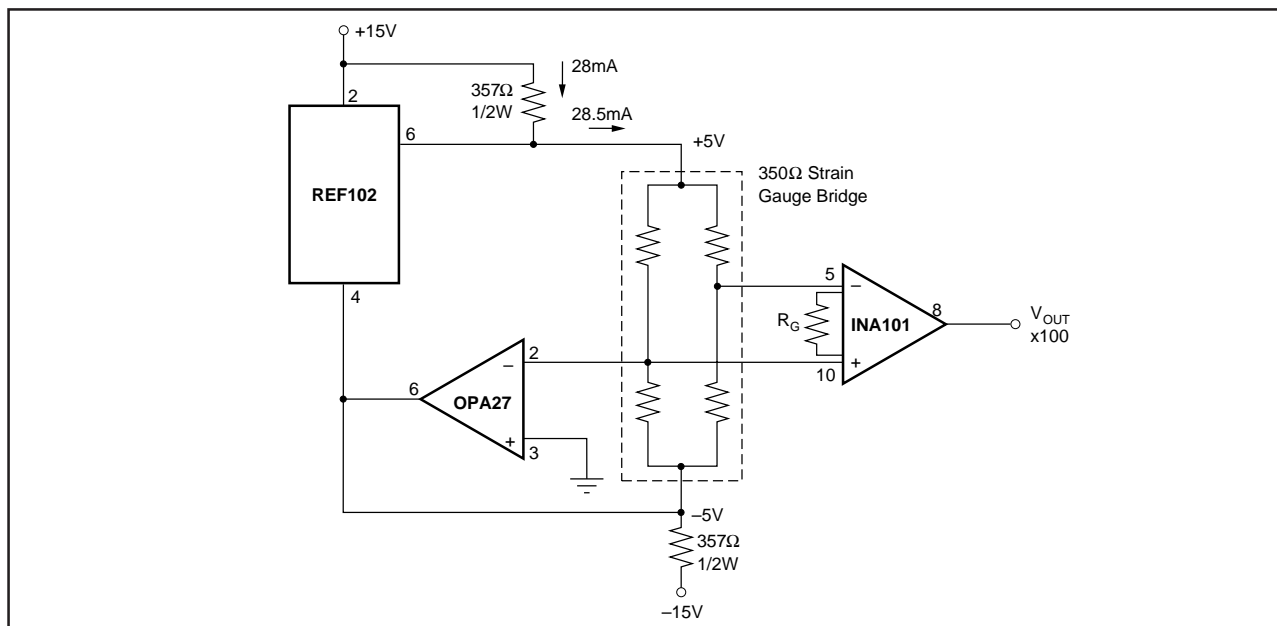 +15V
28mA
357Ω
1/2W
28.5mA
2
6
+5V
350Ω Strain
Gauge Bridge
REF102
4
5
–
8
R_G
INA101
V_OUT
x100
+
10
2
–
6
OPA27
+
3
–5V
357Ω
1/2W
–15V